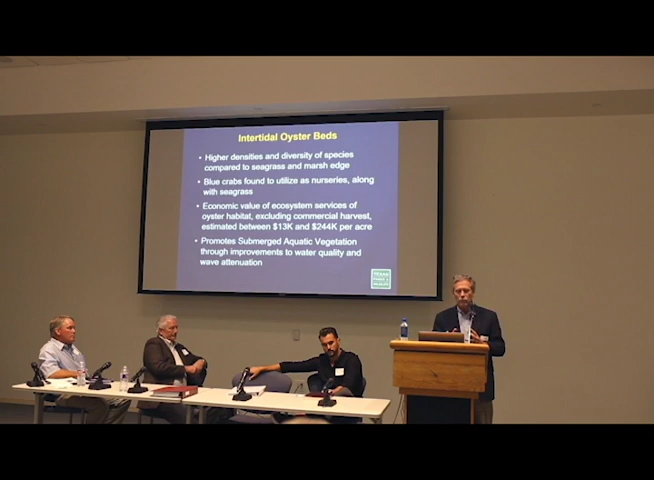 Intertidal Oyster Beds
• Higher densities and diversity of species
compared to seagrass and marsh edge
• Blue crabs found to utilize as nurseries, along
with seagrass
• Economic value of ecosystem services of
oyster habitat, excluding commercial harvest,
estimated between $13K and $244K per acre
• Promotes Submerged Aquatic Vegetation
through improvements to water quality and
wave attenuation
TEXAS